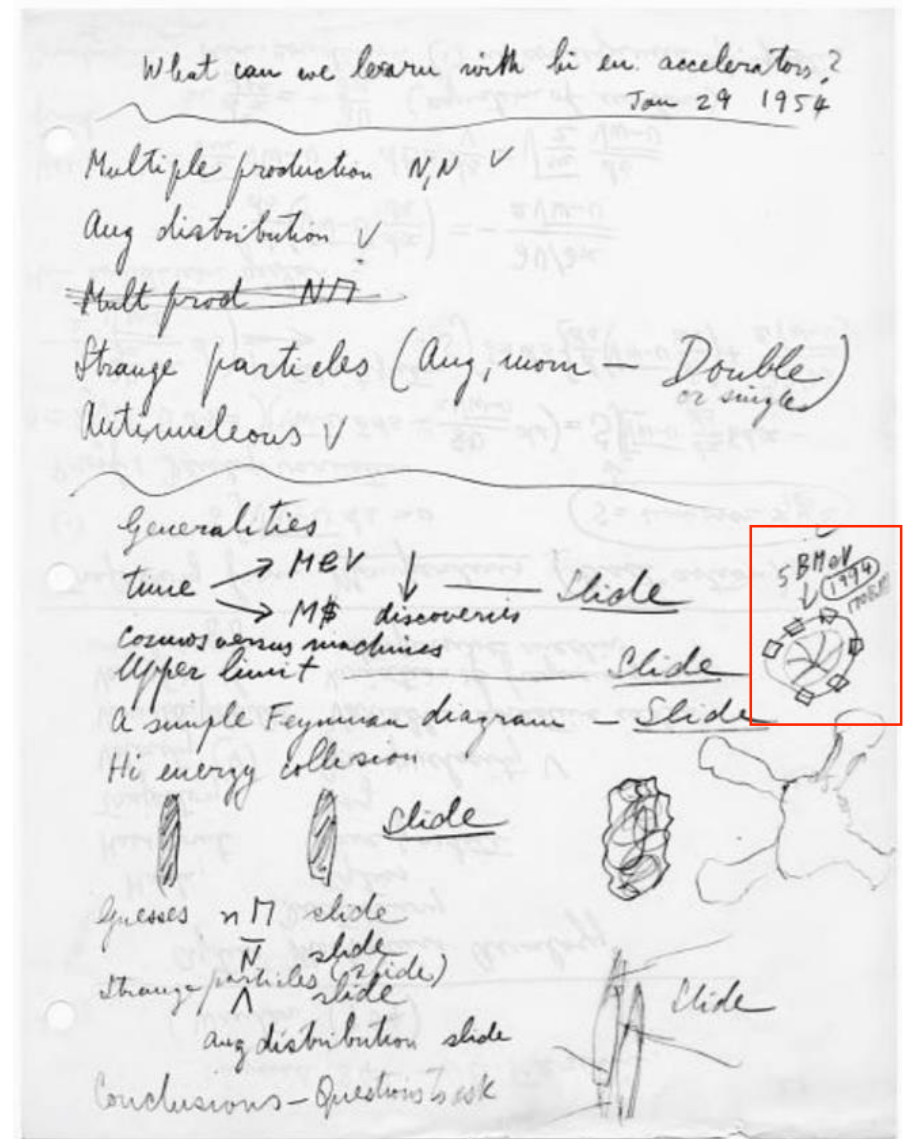 What can we learn with hi en. accelerators?
Jan 29 1954
Multiple production N,N √
Ang distribution √
Mult prod NΠ
Strange particles (Ang, mom — Double)
or single
Antinucleons √
Generalities
time → MeV ↓ — Slide
→ M$ discoveries
Cosmos versus machines
Upper limit — Slide
5 BMeV
1994
A simple Feynman diagram — Slide
Hi energy collision
Slide
Guesses nΠ slide
N̅ slide
Strange particles (slide)
Λ slide
ang distribution slide
Slide
Conclusions — Questions to ask